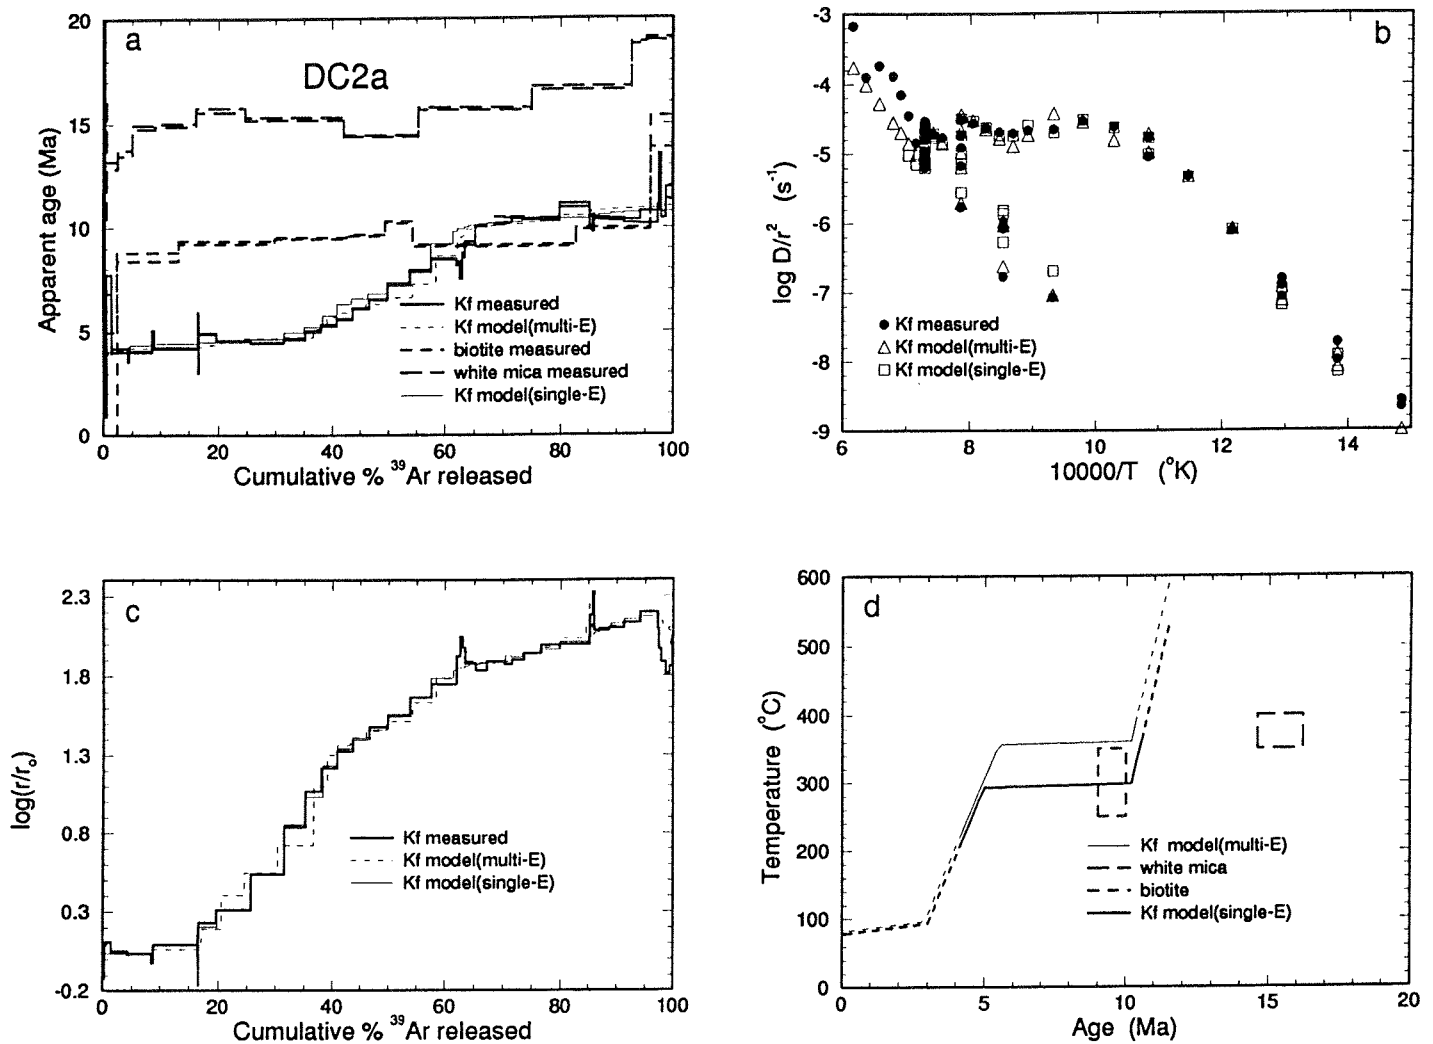 a
DC2a
20
15
10
5
0
Apparent age (Ma)
Kf measured
Kf model(multi-E)
biotite measured
white mica measured
Kf model(single-E)
0 20 40 60 80 100
Cumulative % ³⁹Ar released
b
-3
-4
-5
-6
-7
-8
-9
log D/r² (s⁻¹)
Kf measured
Kf model(multi-E)
Kf model(single-E)
6 8 10 12 14
10000/T (°K)
c
2.3
1.8
1.3
0.8
0.3
-0.2
log(r/r₀)
Kf measured
Kf model(multi-E)
Kf model(single-E)
0 20 40 60 80 100
Cumulative % ³⁹Ar released
d
600
500
400
300
200
100
0
Temperature (°C)
Kf model(multi-E)
white mica
biotite
Kf model(single-E)
0 5 10 15 20
Age (Ma)